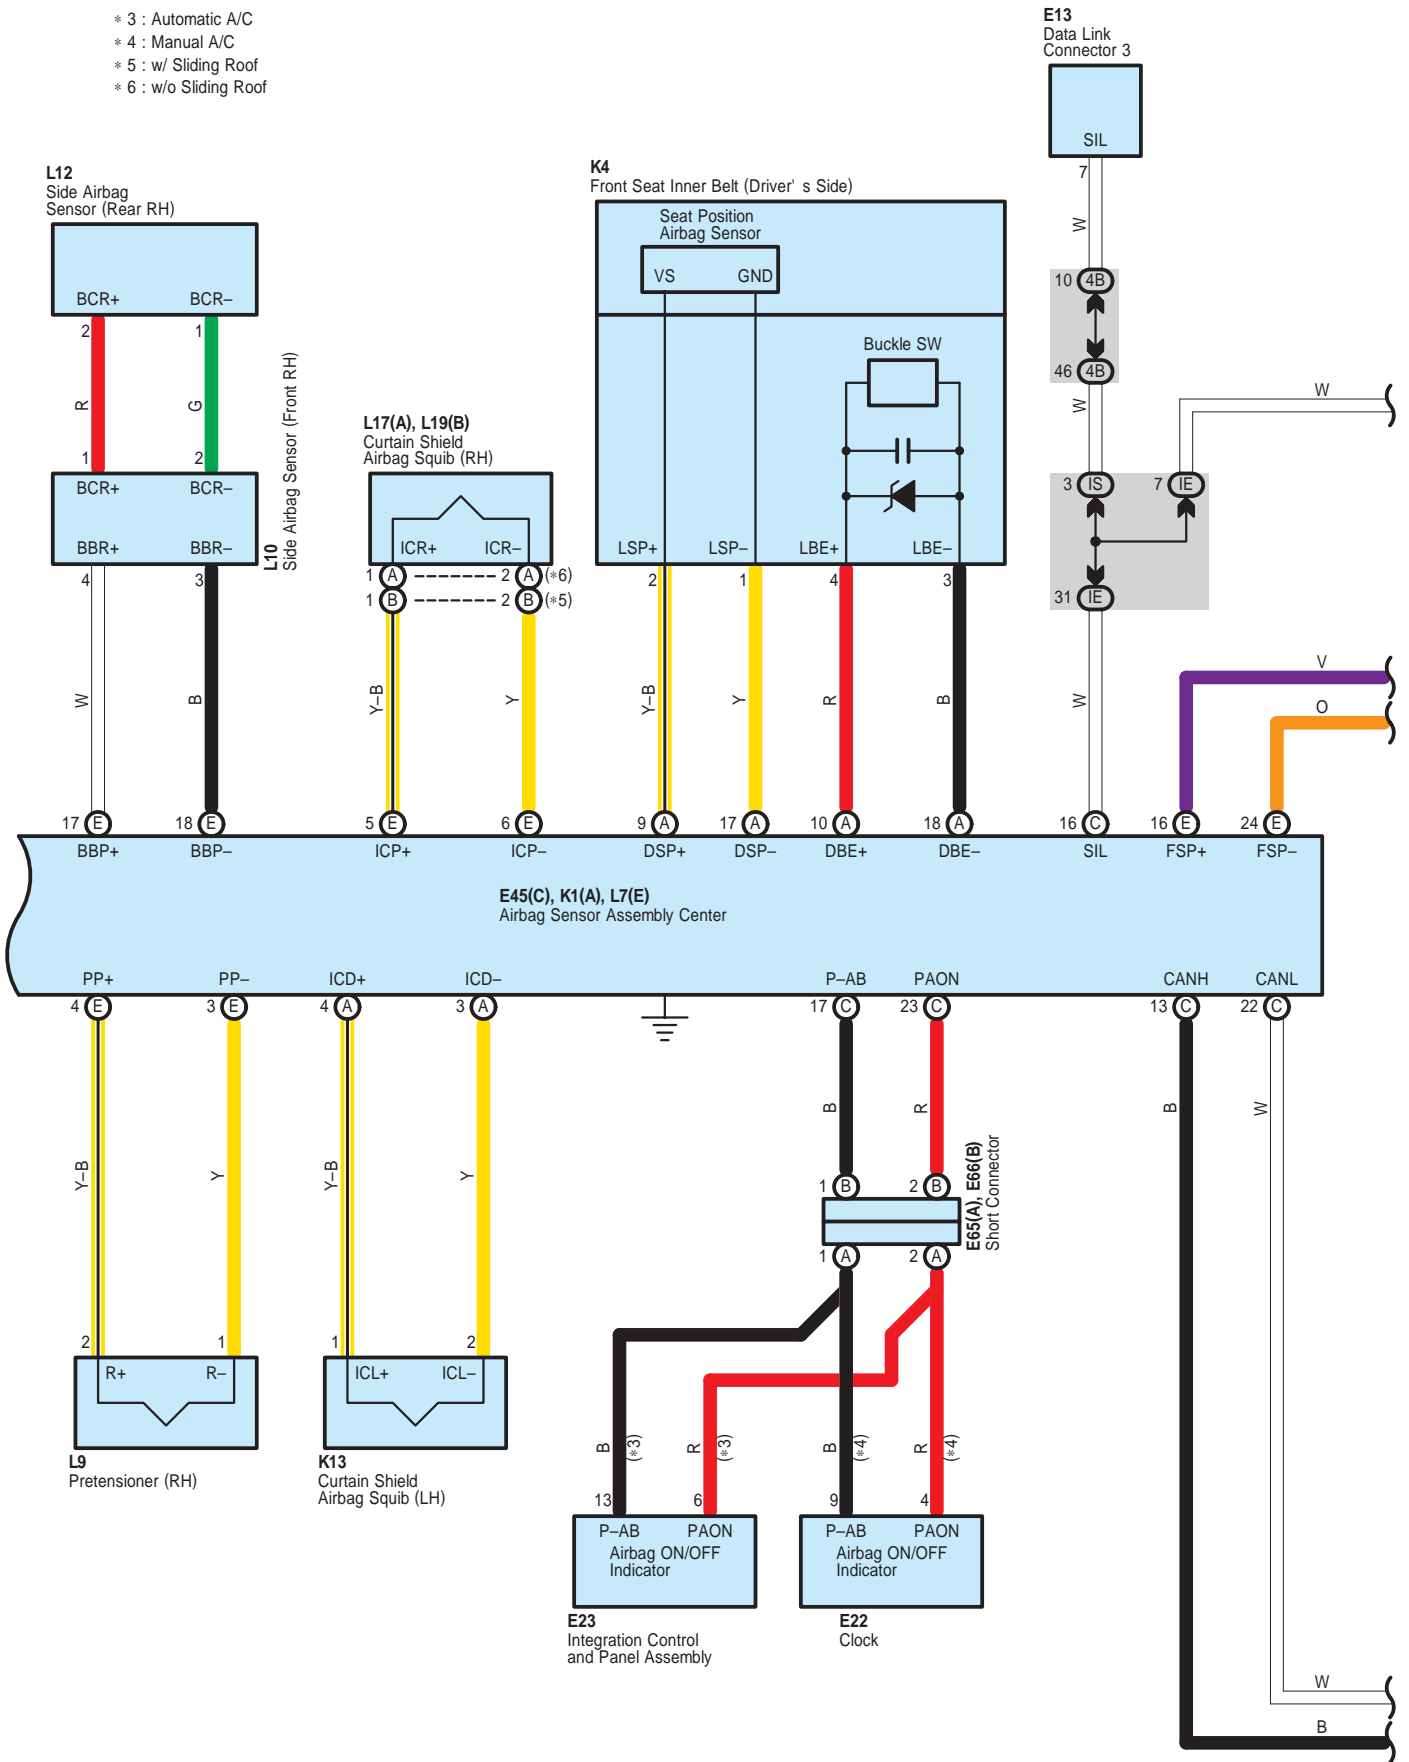 * 3 : Automatic A/C
* 4 : Manual A/C
* 5 : w/ Sliding Roof
* 6 : w/o Sliding Roof
E13
Data Link
Connector 3
SIL
7
W
10 4B
46 4B
W
3 IS
7 IE
W
31 IE
W
L12
Side Airbag
Sensor (Rear RH)
BCR+ BCR–
2 1
R G
1 2
BCR+ BCR–
BBR+ BBR–
L10
Side Airbag Sensor (Front RH)
4 3
W B
L17(A), L19(B)
Curtain Shield
Airbag Squib (RH)
ICR+ ICR–
1 A 2 A (*6)
1 B 2 B (*5)
Y–B Y
K4
Front Seat Inner Belt (Driver' s Side)
Seat Position
Airbag Sensor
VS GND
Buckle SW
LSP+ LSP– LBE+ LBE–
2 1 4 3
Y–B Y R B
V
O
17 E 18 E 5 E 6 E 9 A 17 A 10 A 18 A 16 C 16 E 24 E
BBP+ BBP– ICP+ ICP– DSP+ DSP– DBE+ DBE– SIL FSP+ FSP–
E45(C), K1(A), L7(E)
Airbag Sensor Assembly Center
PP+ PP– ICD+ ICD– P–AB PAON CANH CANL
4 E 3 E 4 A 3 A 17 C 23 C 13 C 22 C
Y–B Y Y–B Y B R B W
1 B 2 B
E65(A), E66(B)
Short Connector
1 A 2 A
2 1 1 2
R+ R– ICL+ ICL–
L9
Pretensioner (RH)
K13
Curtain Shield
Airbag Squib (LH)
B (*3) R (*3) B (*4) R (*4)
13 6 9 4
P–AB PAON P–AB PAON
Airbag ON/OFF
Indicator
Airbag ON/OFF
Indicator
E23
Integration Control
and Panel Assembly
E22
Clock
W
B